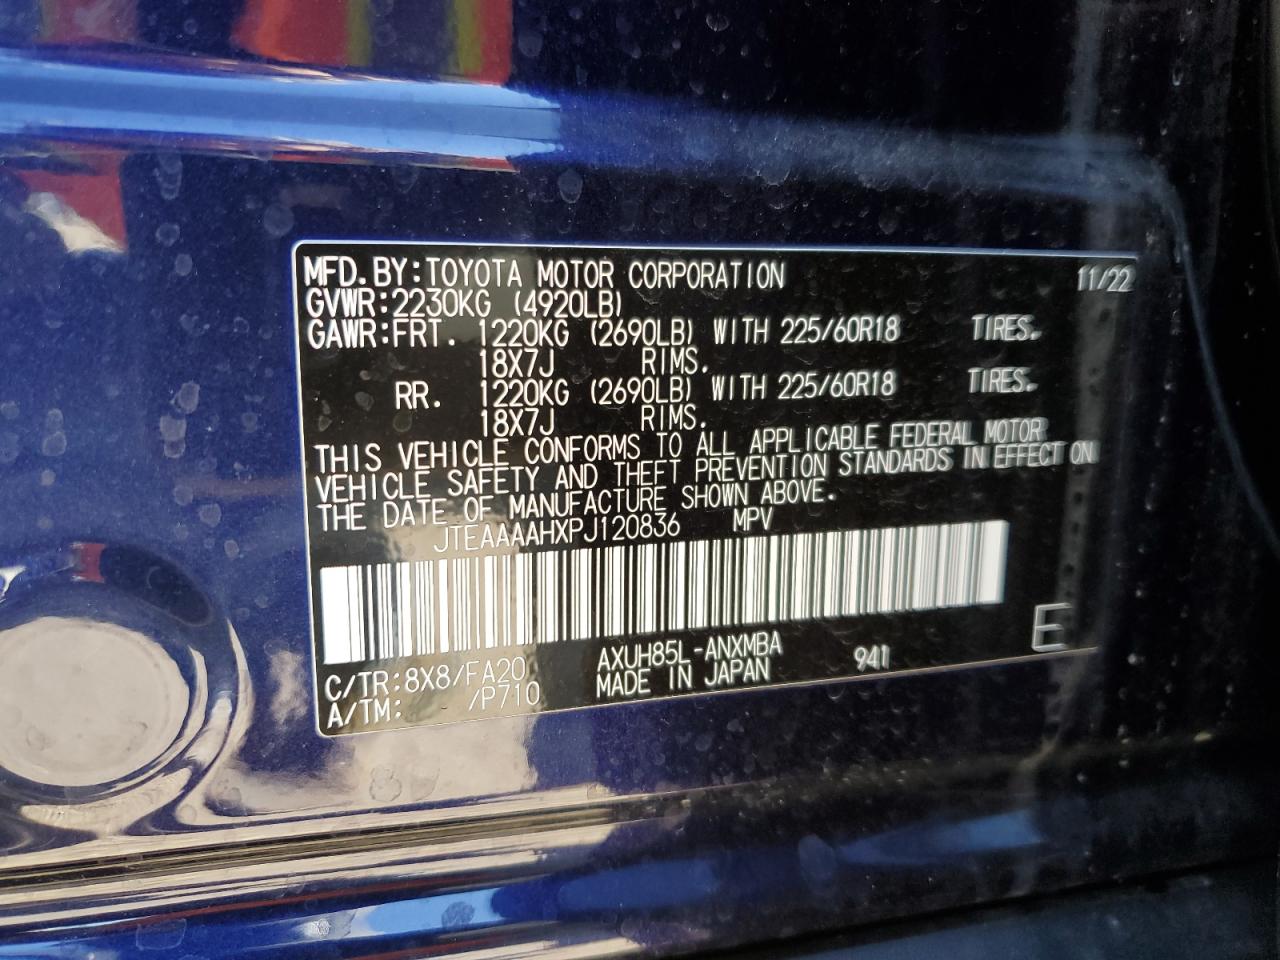 MFD.BY:TOYOTA MOTOR CORPORATION 11/22
GVWR:2230KG (4920LB)
GAWR:FRT. 1220KG (2690LB) WITH 225/60R18 TIRES.
18X7J RIMS.
RR. 1220KG (2690LB) WITH 225/60R18 TIRES.
18X7J RIMS.
THIS VEHICLE CONFORMS TO ALL APPLICABLE FEDERAL MOTOR
VEHICLE SAFETY AND THEFT PREVENTION STANDARDS IN EFFECT ON
THE DATE OF MANUFACTURE SHOWN ABOVE.
JTEAAAAHXPJ120836 MPV
E
C/TR:8X8/FA20 AXUH85L-ANXMBA 941
A/TM: /P710 MADE IN JAPAN